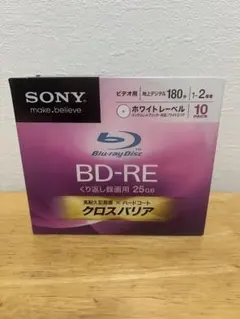 SONY
make.believe
ビデオ用
地上デジタル 180分
1-2倍速
ホワイトレーベル
10
Blu-ray Disc
BD-RE
くり返し録画用 25GB
高耐久記録層 × ハードコート
クロスバリア